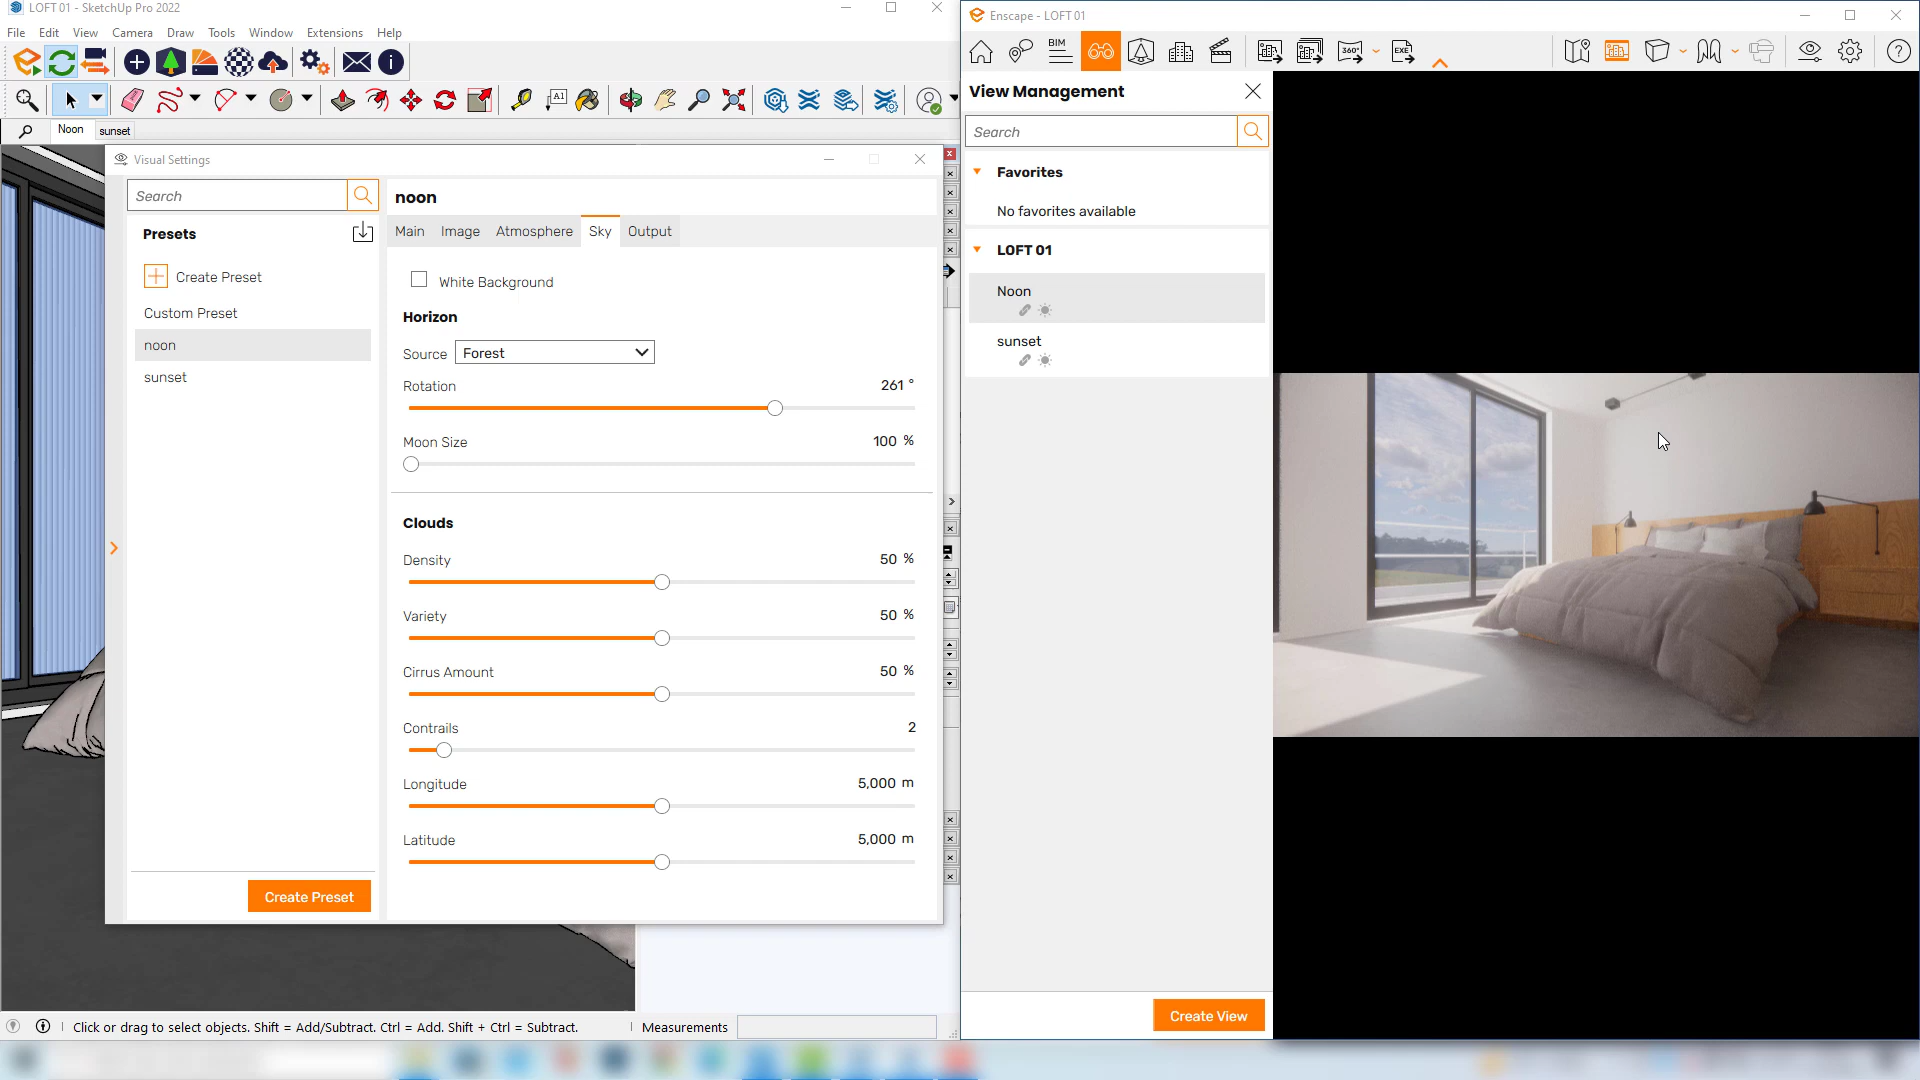 LOFT 01 - SketchUp Pro 2022
File Edit View Camera Draw Tools Window Extensions Help
A1
Noon sunset
Visual Settings
Search
Presets
Create Preset
Custom Preset
noon
sunset
Create Preset
noon
Main Image Atmosphere Sky Output
White Background
Horizon
Source Forest
Rotation 261 °
Moon Size 100 %
Clouds
Density 50 %
Variety 50 %
Cirrus Amount 50 %
Contrails 2
Longitude 5,000 m
Latitude 5,000 m
Click or drag to select objects. Shift = Add/Subtract. Ctrl = Add. Shift + Ctrl = Subtract.
Measurements
Enscape - LOFT 01
BIM
360°
EXE
View Management
Search
Favorites
No favorites available
LOFT 01
Noon
sunset
Create View